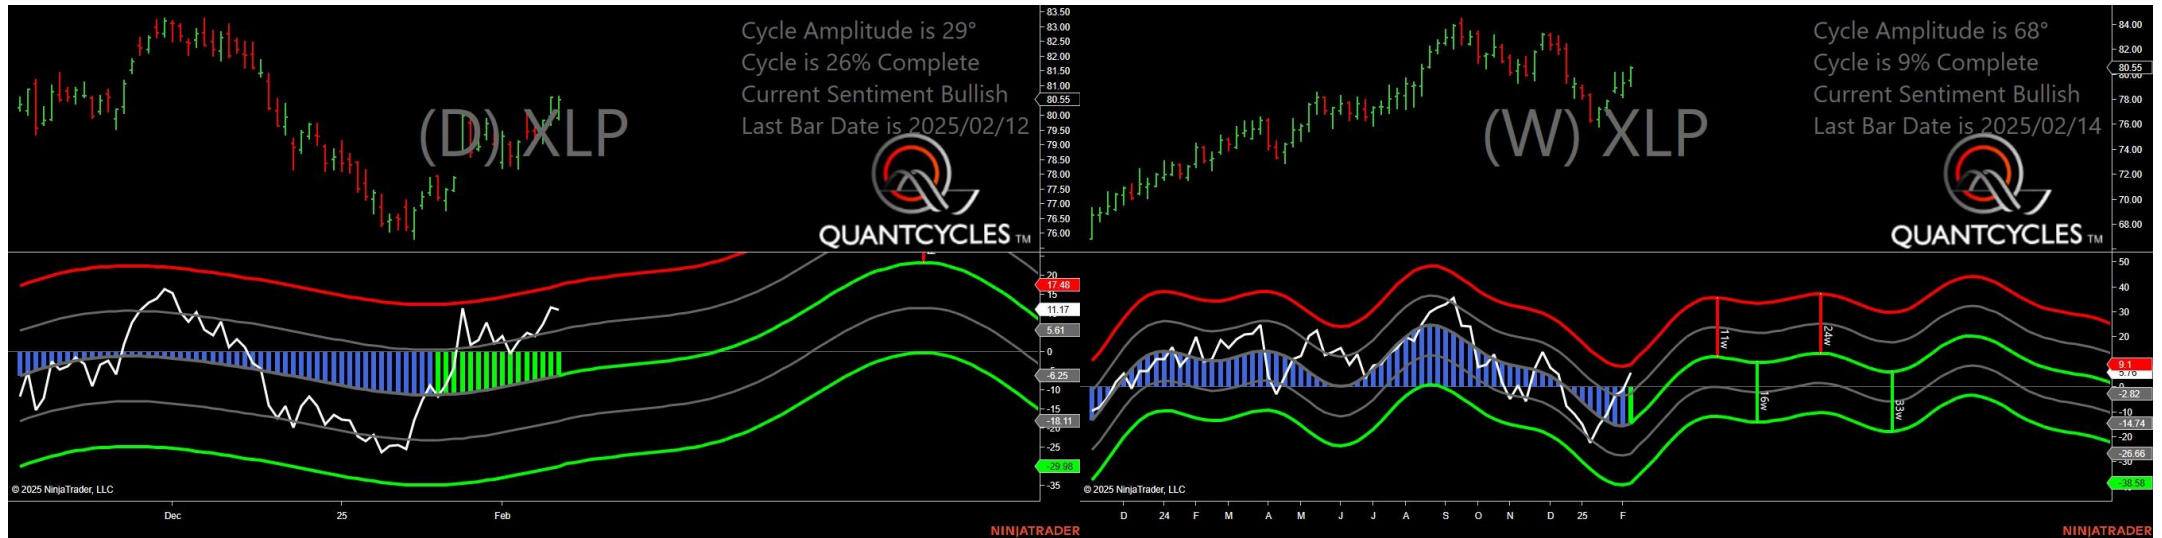 Cycle Amplitude is 29°
Cycle is 26% Complete
Current Sentiment Bullish
Last Bar Date is 2025/02/12
(D) XLP
QUANTCYCLES TM
83.50
83.00
82.50
82.00
81.50
81.00
80.55
80.00
79.50
79.00
78.50
78.00
77.50
77.00
76.50
76.00
20
17.48
15
11.17
5.61
0
-6.25
-10
-15
-18.11
-20
-25
-29.98
-35
© 2025 NinjaTrader, LLC
Dec
25
Feb
NINJATRADER
Cycle Amplitude is 68°
Cycle is 9% Complete
Current Sentiment Bullish
Last Bar Date is 2025/02/14
(W) XLP
QUANTCYCLES TM
84.00
82.00
80.55
80.00
78.00
76.00
74.00
72.00
70.00
68.00
11w
24w
16w
33w
50
40
30
20
9.1
5.76
0
-2.82
-10
-14.74
-20
-26.66
-30
-38.58
© 2025 NinjaTrader, LLC
D
24
F
M
A
M
J
J
A
S
O
N
D
25
F
NINJATRADER